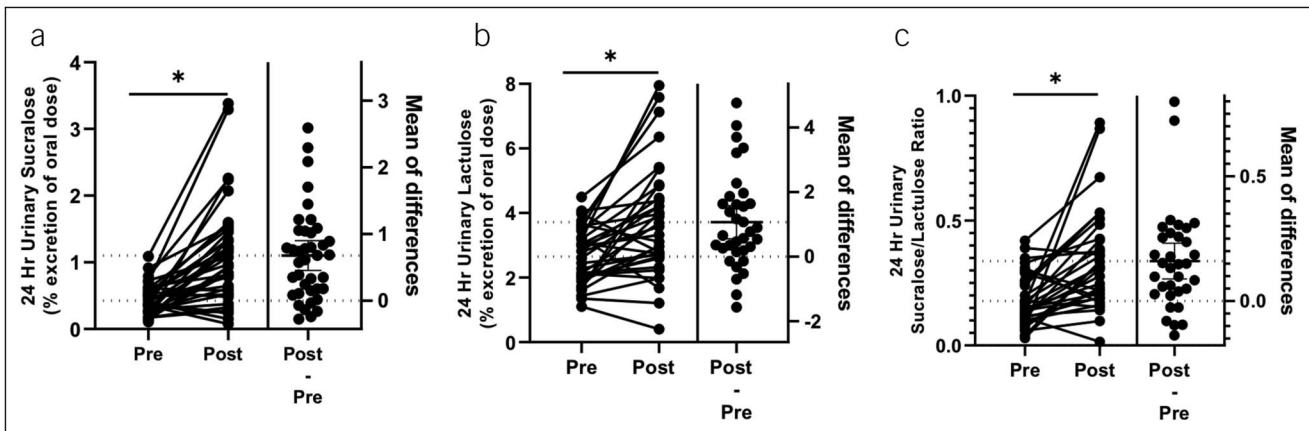 a
24 Hr Urinary Sucralose
(% excretion of oral dose)
4
3
2
1
0
*
3
2
1
0
Mean of differences
Pre
Post
Post
-
Pre
b
24 Hr Urinary Lactulose
(% excretion of oral dose)
8
6
4
2
0
*
4
2
0
-2
Mean of differences
Pre
Post
Post
-
Pre
c
24 Hr Urinary
Sucralose/Lactulose Ratio
1.0
0.5
0.0
*
0.5
0.0
Mean of differences
Pre
Post
Post
-
Pre